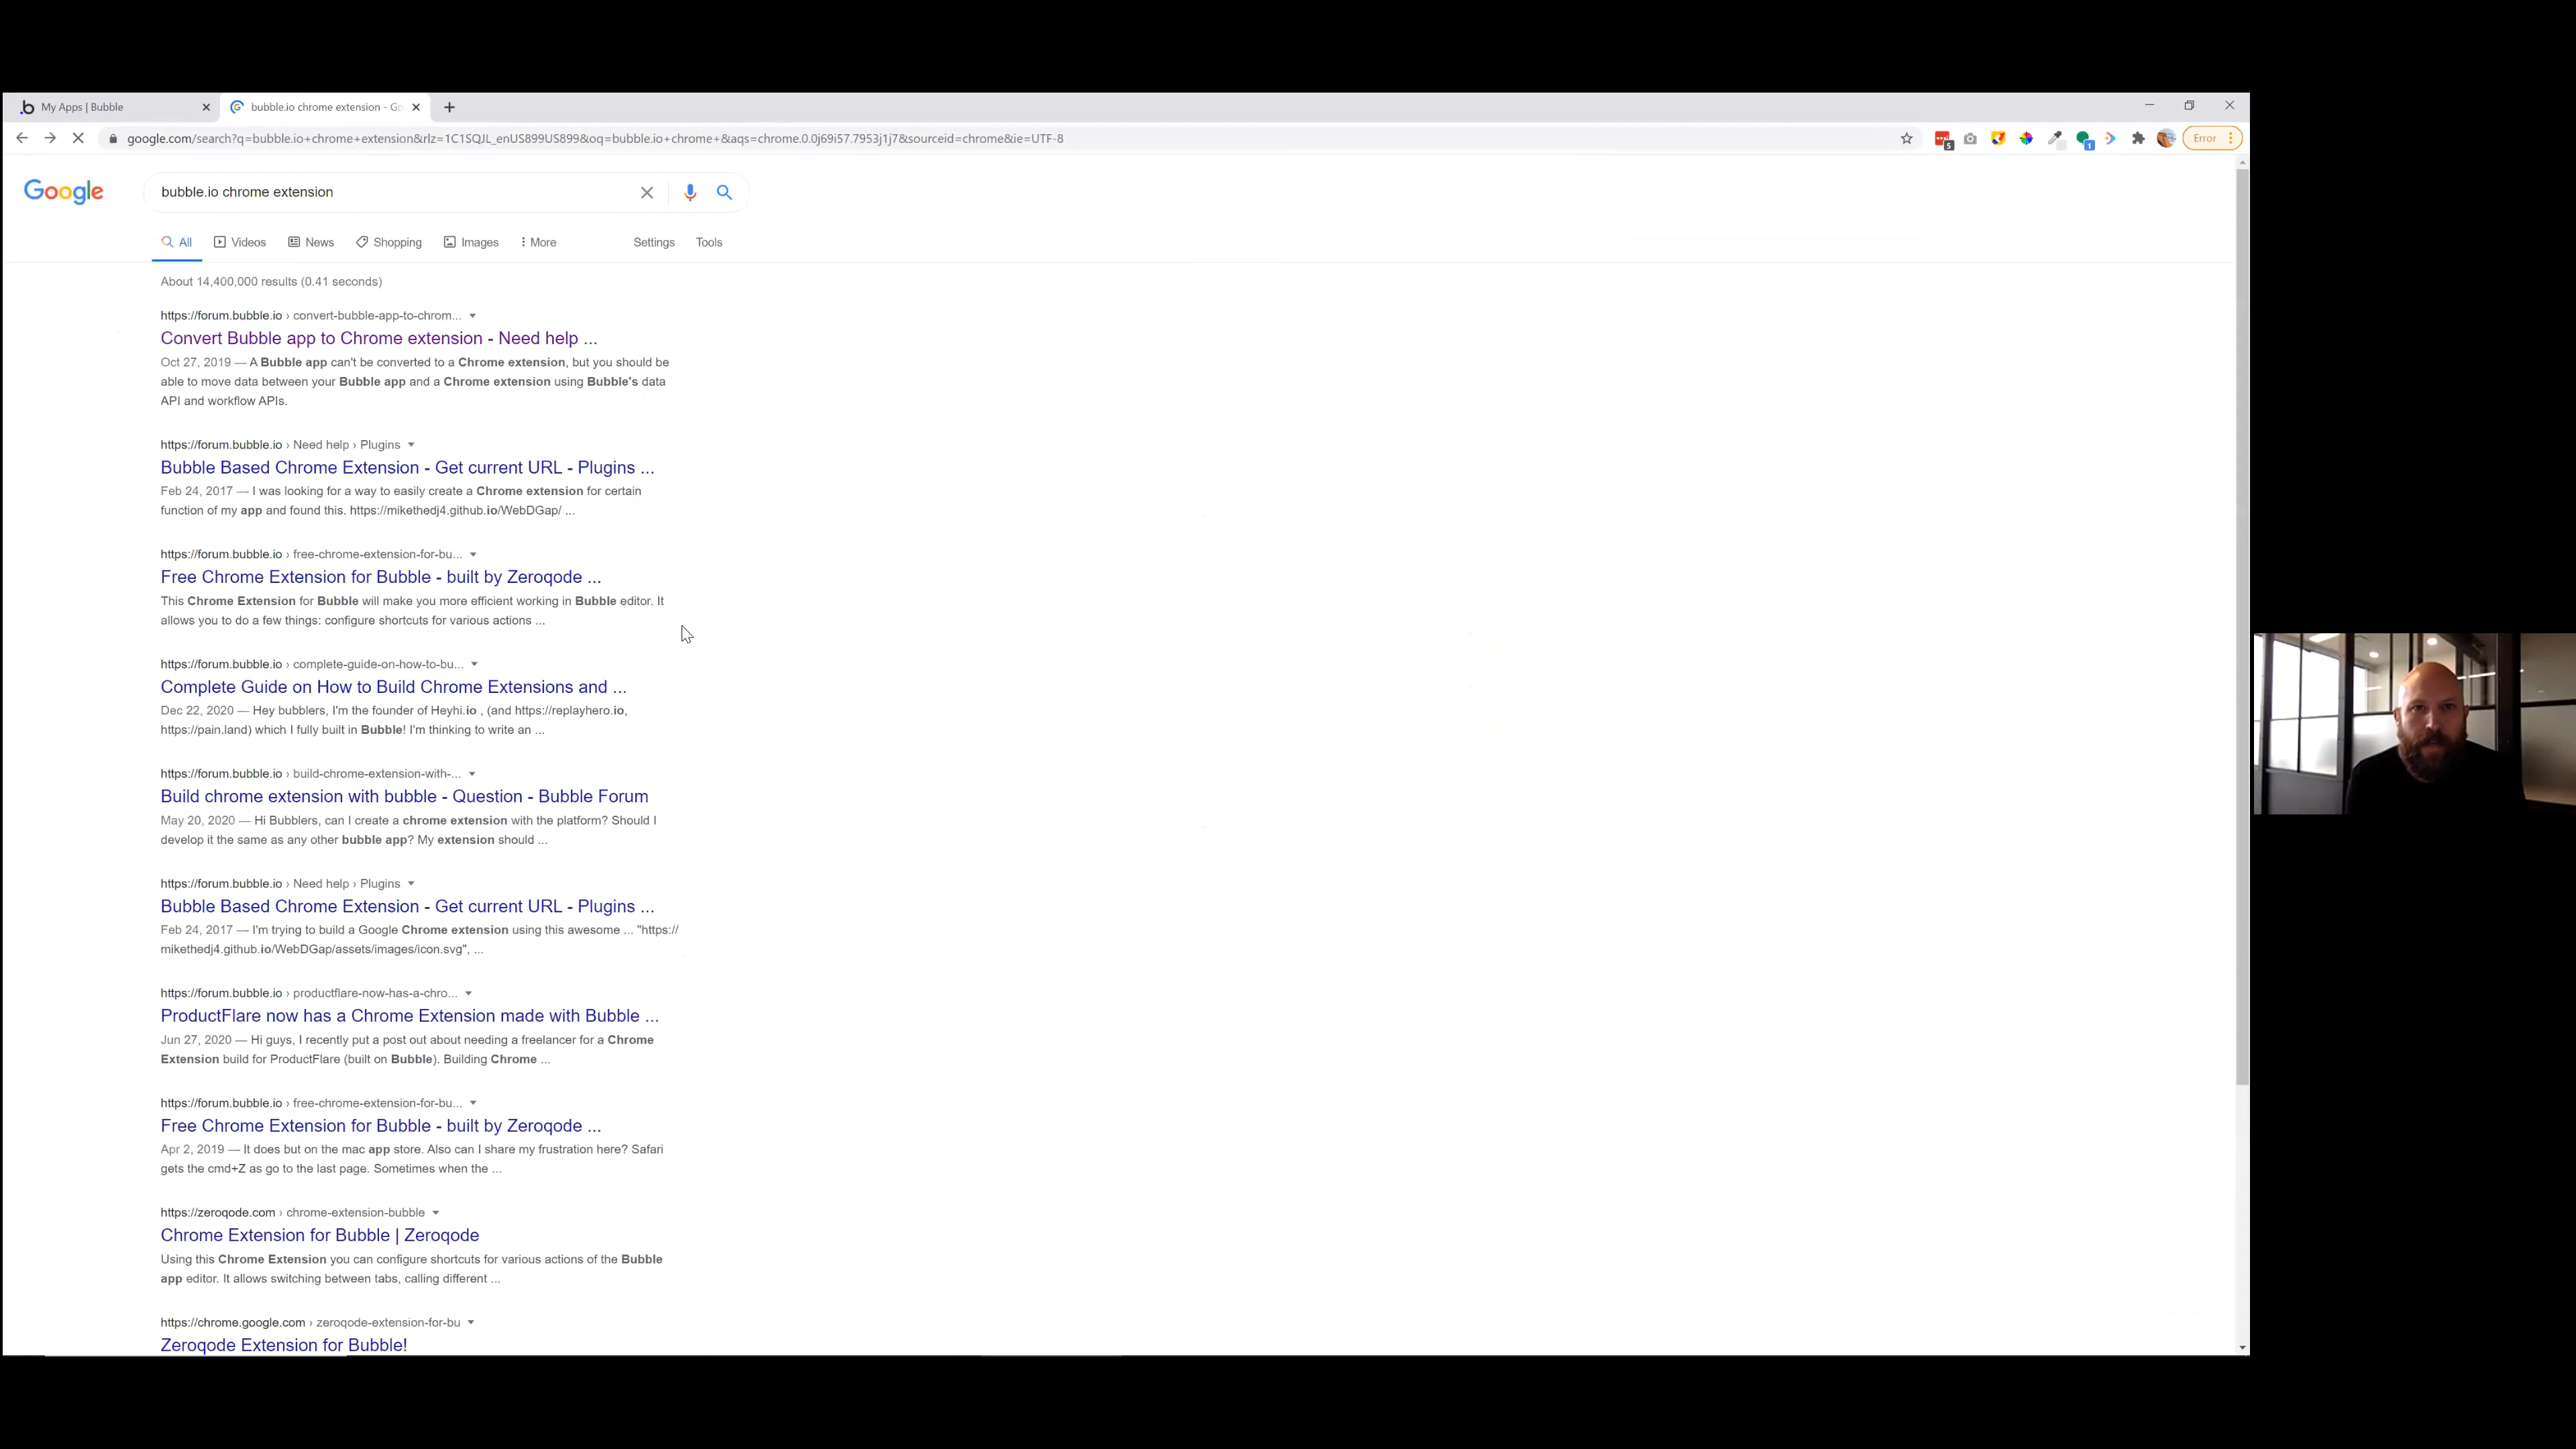 My Apps | Bubble
bubble.io chrome extension - Go
google.com/search?q=bubble.io+chrome+extension&rlz=1C1SQJL_enUS899US899&oq=bubble.io+chrome+&aqs=chrome.0.0j69i57.7953j1j7&sourceid=chrome&ie=UTF-8
5
1
Error
Google
bubble.io chrome extension
All
Videos
News
Shopping
Images
More
Settings
Tools
About 14,400,000 results (0.41 seconds)
https://forum.bubble.io › convert-bubble-app-to-chrom...
Convert Bubble app to Chrome extension - Need help ...
Oct 27, 2019 — A Bubble app can't be converted to a Chrome extension, but you should be
able to move data between your Bubble app and a Chrome extension using Bubble's data
API and workflow APIs.
https://forum.bubble.io › Need help › Plugins
Bubble Based Chrome Extension - Get current URL - Plugins ...
Feb 24, 2017 — I was looking for a way to easily create a Chrome extension for certain
function of my app and found this. https://mikethedj4.github.io/WebDGap/ ...
https://forum.bubble.io › free-chrome-extension-for-bu...
Free Chrome Extension for Bubble - built by Zeroqode ...
This Chrome Extension for Bubble will make you more efficient working in Bubble editor. It
allows you to do a few things: configure shortcuts for various actions ...
https://forum.bubble.io › complete-guide-on-how-to-bu...
Complete Guide on How to Build Chrome Extensions and ...
Dec 22, 2020 — Hey bubblers, I'm the founder of Heyhi.io , (and https://replayhero.io,
https://pain.land) which I fully built in Bubble! I'm thinking to write an ...
https://forum.bubble.io › build-chrome-extension-with-...
Build chrome extension with bubble - Question - Bubble Forum
May 20, 2020 — Hi Bubblers, can I create a chrome extension with the platform? Should I
develop it the same as any other bubble app? My extension should ...
https://forum.bubble.io › Need help › Plugins
Bubble Based Chrome Extension - Get current URL - Plugins ...
Feb 24, 2017 — I'm trying to build a Google Chrome extension using this awesome ... "https://
mikethedj4.github.io/WebDGap/assets/images/icon.svg", ...
https://forum.bubble.io › productflare-now-has-a-chro...
ProductFlare now has a Chrome Extension made with Bubble ...
Jun 27, 2020 — Hi guys, I recently put a post out about needing a freelancer for a Chrome
Extension build for ProductFlare (built on Bubble). Building Chrome ...
https://forum.bubble.io › free-chrome-extension-for-bu...
Free Chrome Extension for Bubble - built by Zeroqode ...
Apr 2, 2019 — It does but on the mac app store. Also can I share my frustration here? Safari
gets the cmd+Z as go to the last page. Sometimes when the ...
https://zeroqode.com › chrome-extension-bubble
Chrome Extension for Bubble | Zeroqode
Using this Chrome Extension you can configure shortcuts for various actions of the Bubble
app editor. It allows switching between tabs, calling different ...
https://chrome.google.com › zeroqode-extension-for-bu
Zeroqode Extension for Bubble!